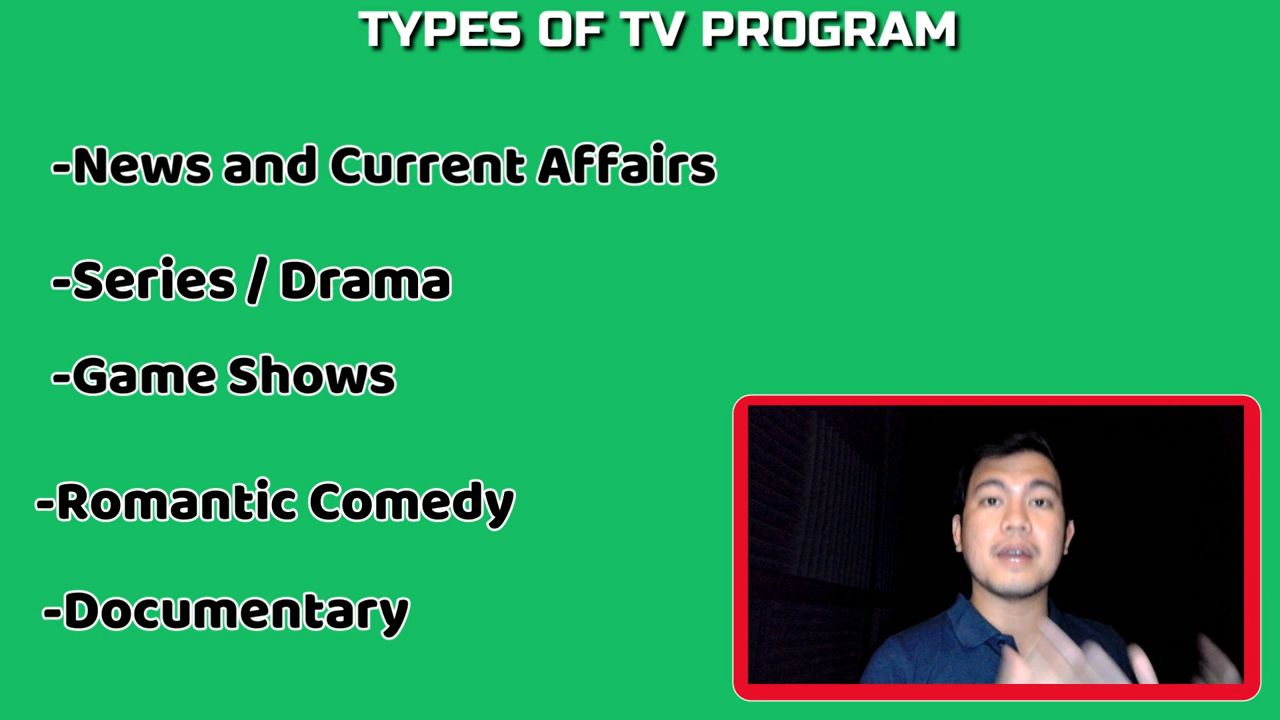 TYPES OF TV PROGRAM
-News and Current Affairs
-Series / Drama
-Game Shows
-Romantic Comedy
-Documentary